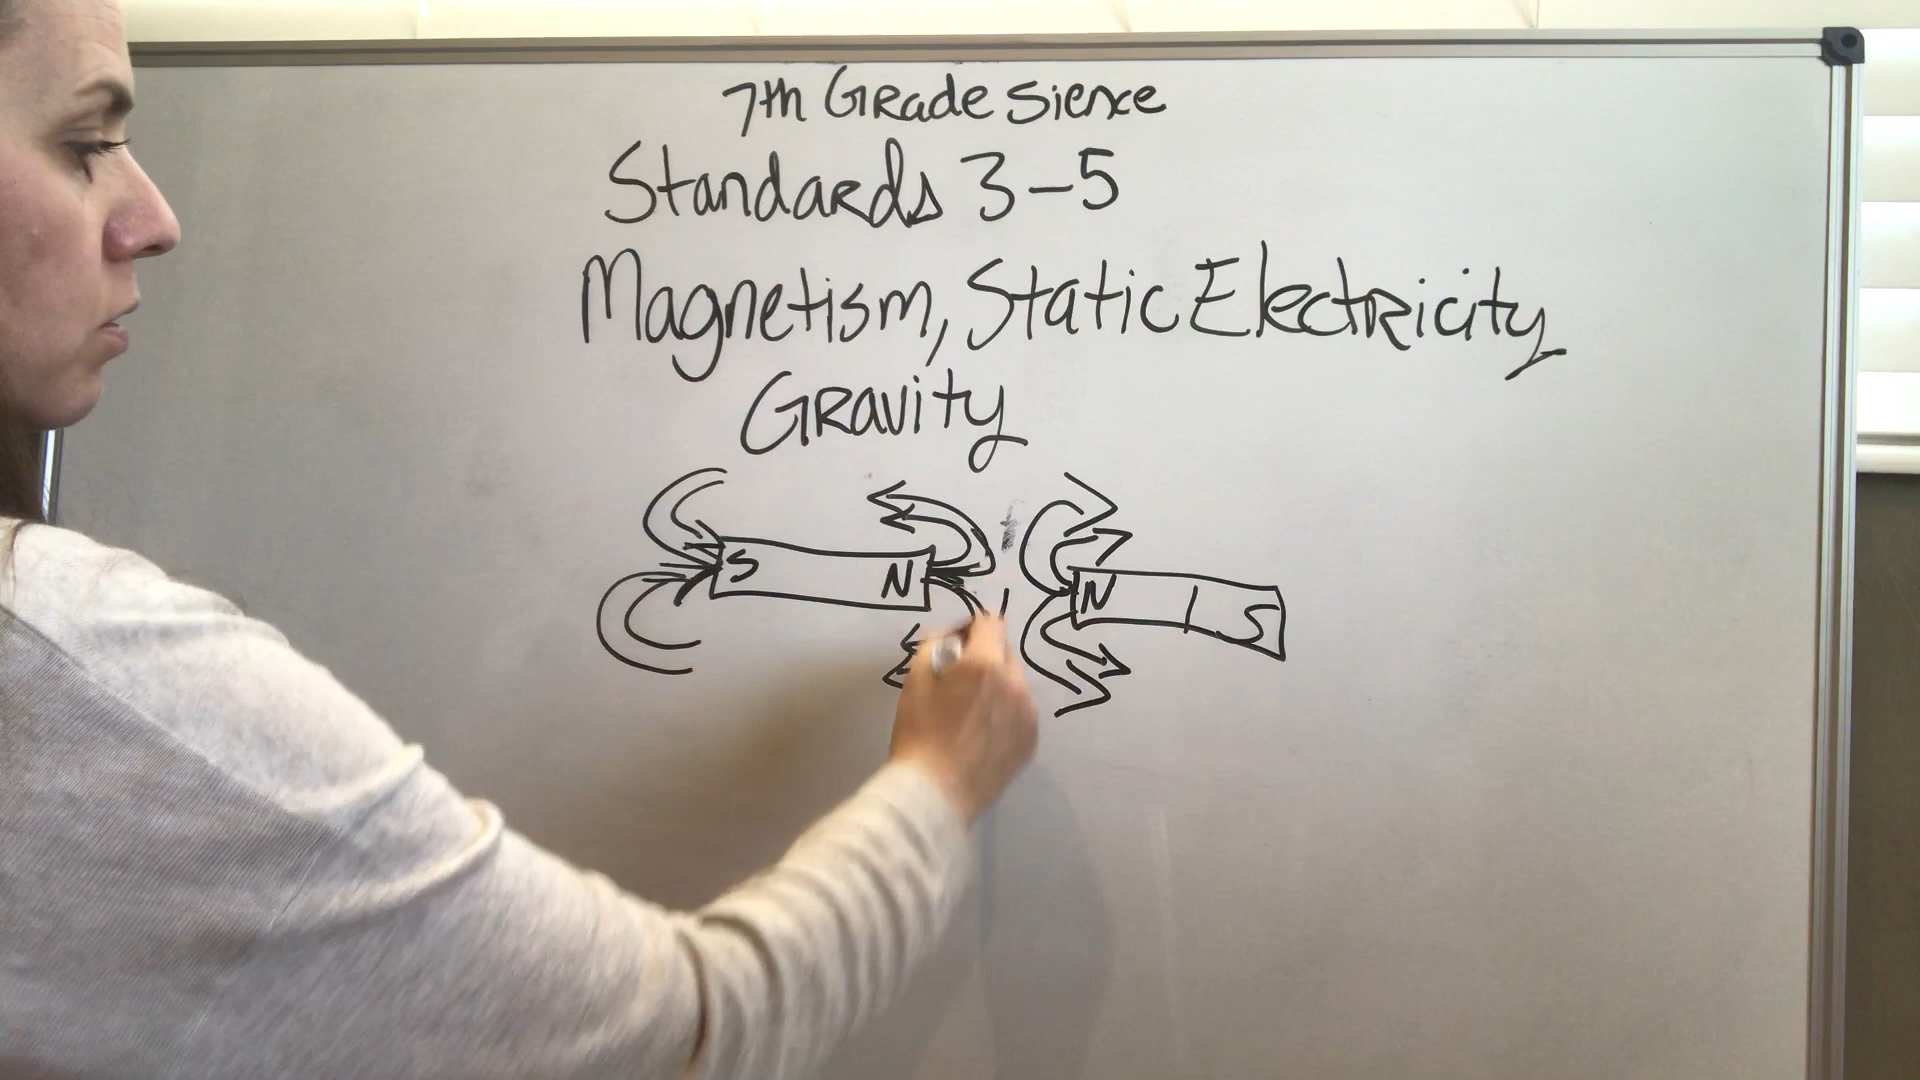 7th Grade Sience
Standards 3-5
Magnetism, Static Electricity
Gravity
S N N S